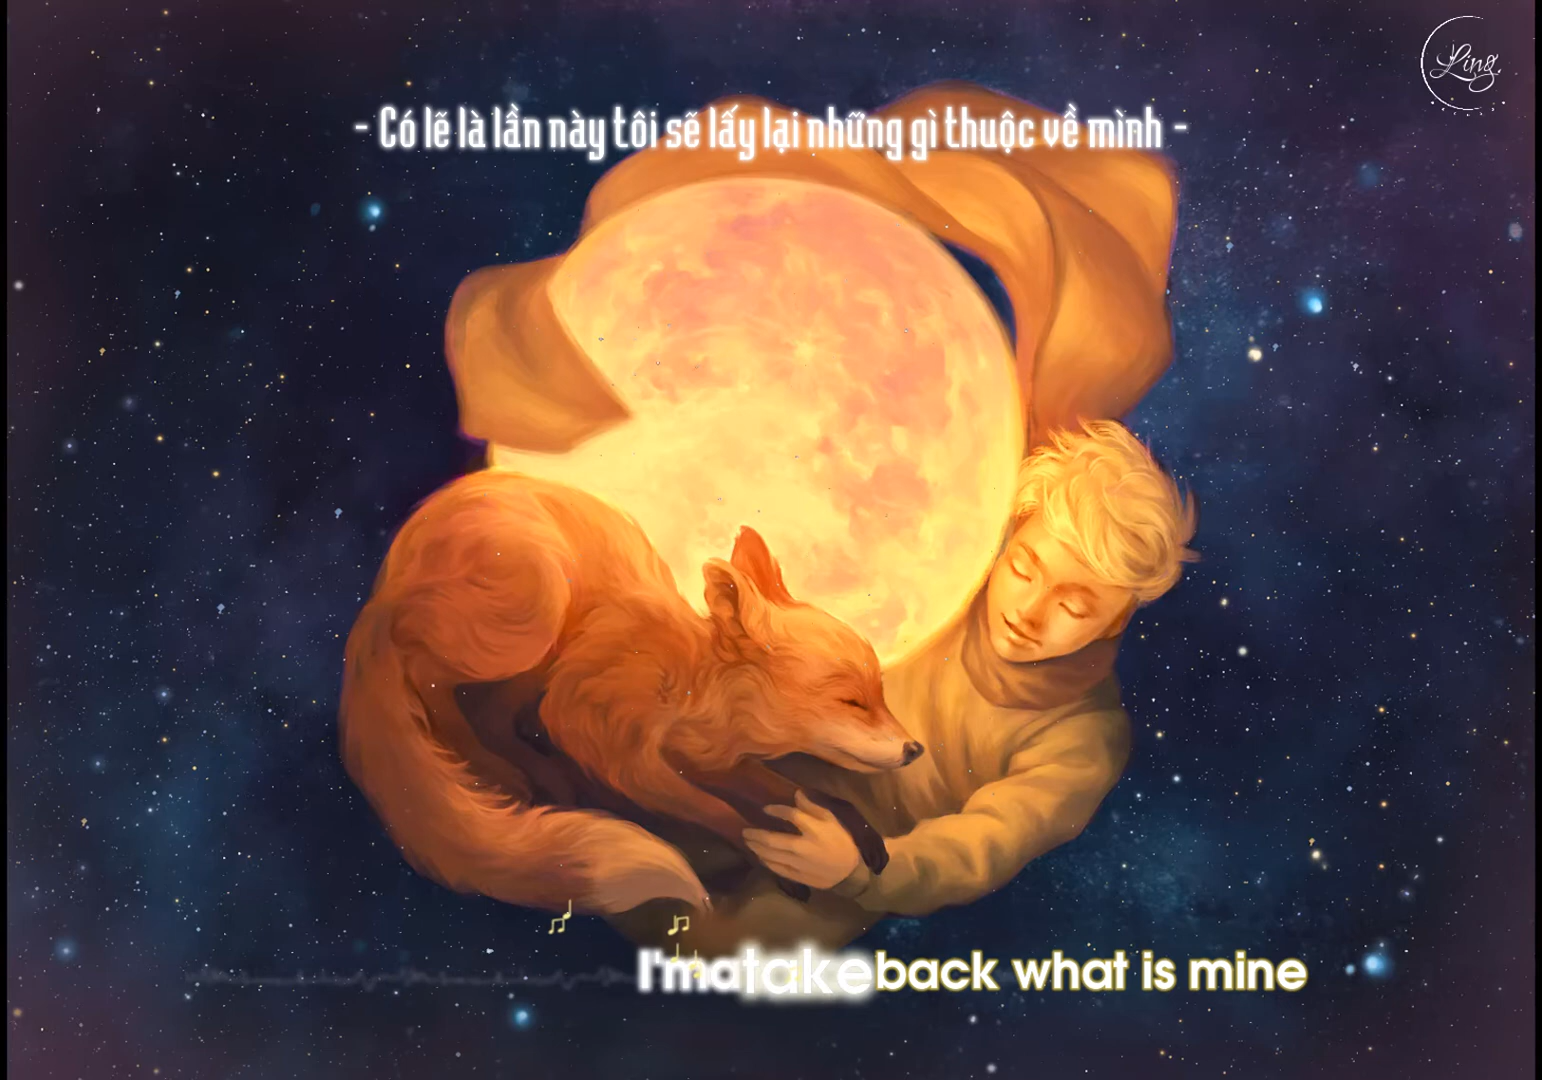 Ling
- Có lẽ là lần này tôi sẽ lấy lại những gì thuộc về mình -
I'ma take back what is mine